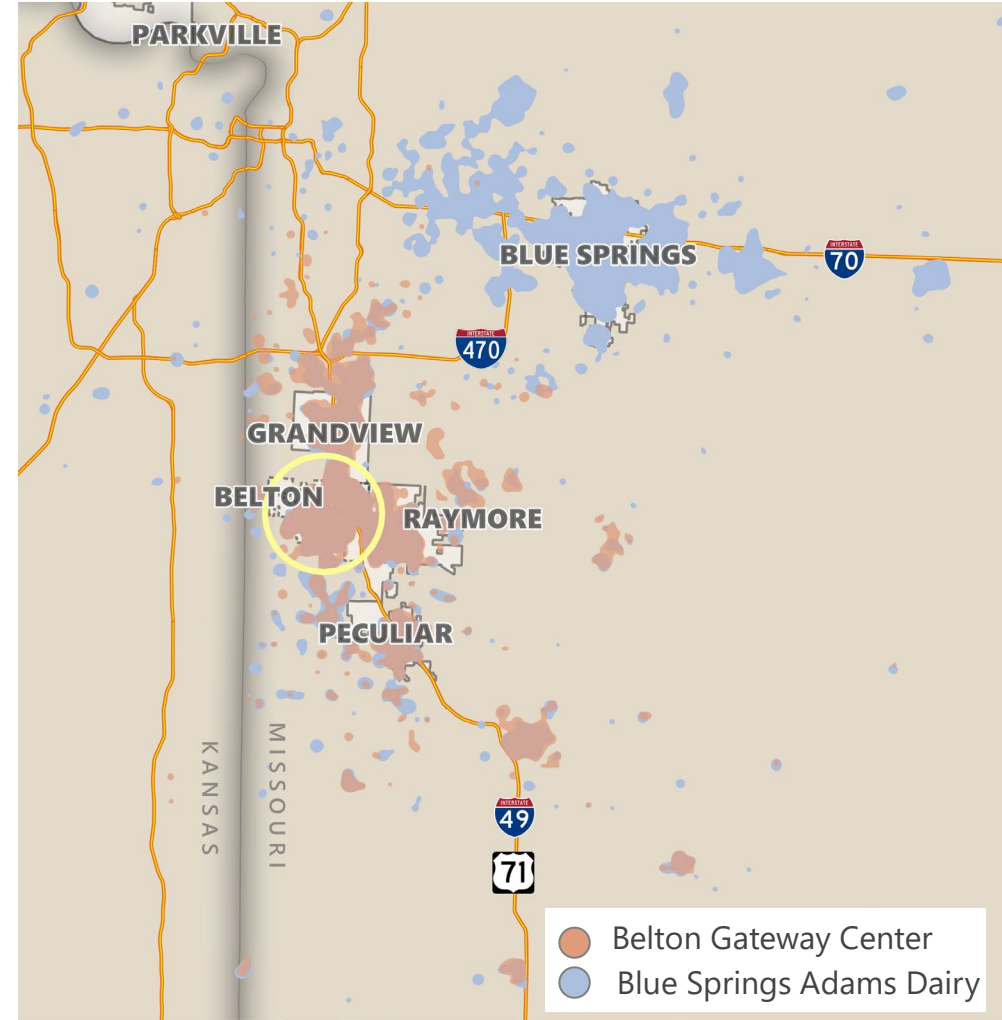 PARKVILLE
BLUE SPRINGS
INTERSTATE
70
INTERSTATE
470
GRANDVIEW
BELTON
RAYMORE
PECULIAR
KANSAS
MISSOURI
INTERSTATE
49
71
Belton Gateway Center
Blue Springs Adams Dairy